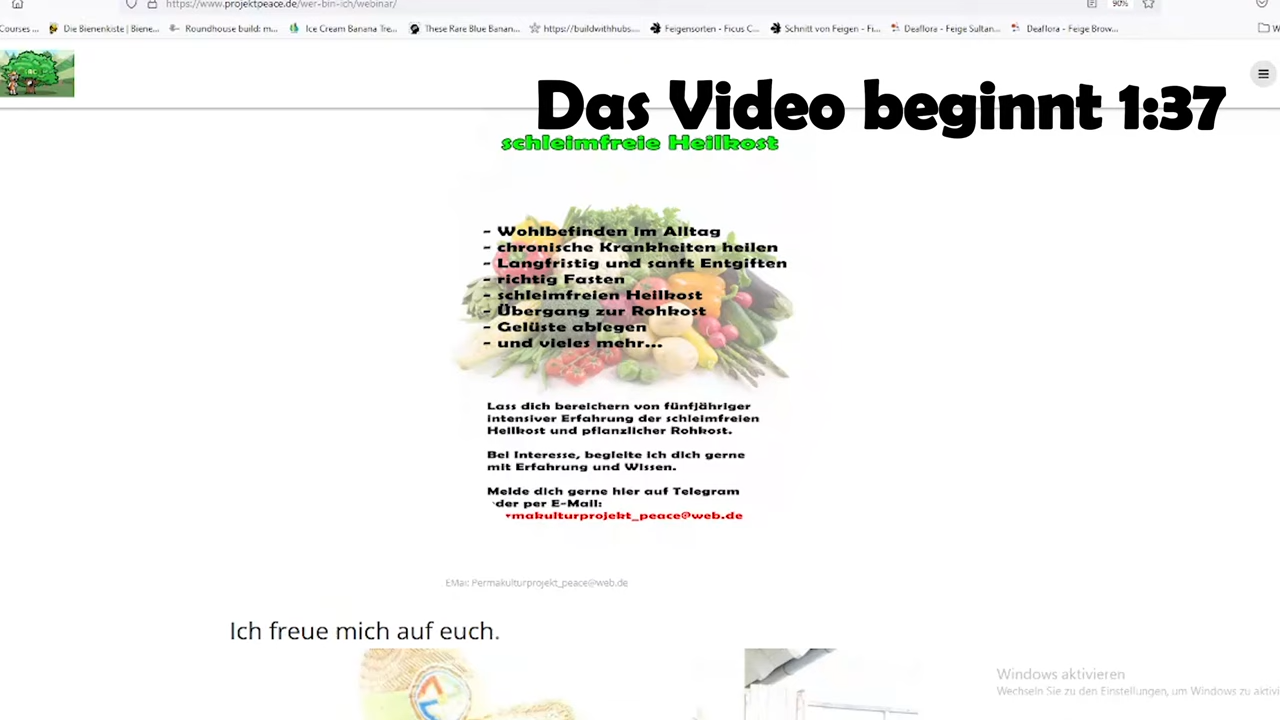 https://www.projektpeace.de/wer-bin-ich/webinar/
90%
Courses ...
Die Bienenkiste | Biene...
Roundhouse build: m...
Ice Cream Banana Tre...
These Rare Blue Banan...
https://buildwithhubs....
Feigensorten - Ficus C...
Schnitt von Feigen - Fi...
Deaflora - Feige Sultan...
Deaflora - Feige Brow...
Das Video beginnt 1:37
schleimfreie Heilkost
- Wohlbefinden im Alltag
- chronische Krankheiten heilen
- Langfristig und sanft Entgiften
- richtig Fasten
- schleimfreien Heilkost
- Übergang zur Rohkost
- Gelüste ablegen
- und vieles mehr...
Lass dich bereichern von fünfjähriger
intensiver Erfahrung der schleimfreien
Heilkost und pflanzlicher Rohkost.
Bei Interesse, begleite ich dich gerne
mit Erfahrung und Wissen.
Melde dich gerne hier auf Telegram
der per E-Mail:
makulturprojekt_peace@web.de
EMai: Permakulturprojekt_peace@web.de
Ich freue mich auf euch.
Windows aktivieren
Wechseln Sie zu den Einstellungen, um Windows zu aktivi